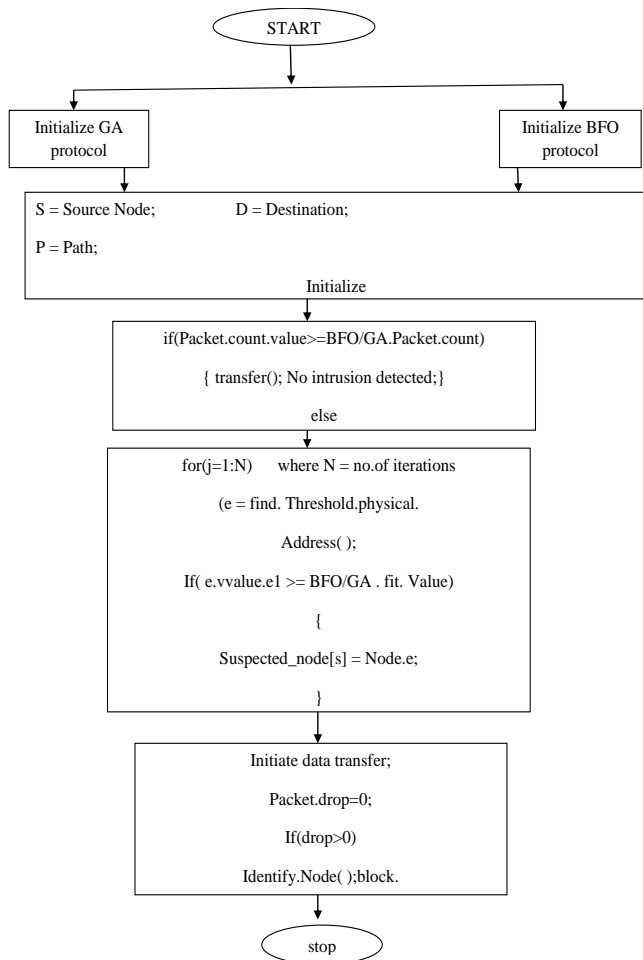 START
Initialize GA
protocol
Initialize BFO
protocol
S = Source Node; D = Destination;
P = Path;
Initialize
if(Packet.count.value>=BFO/GA.Packet.count)
{ transfer(); No intrusion detected;}
else
for(j=1:N) where N = no.of iterations
(e = find. Threshold.physical.
Address( );
If( e.vvalue.e1 >= BFO/GA . fit. Value)
{
Suspected_node[s] = Node.e;
}
Initiate data transfer;
Packet.drop=0;
If(drop>0)
Identify.Node( );block.
stop